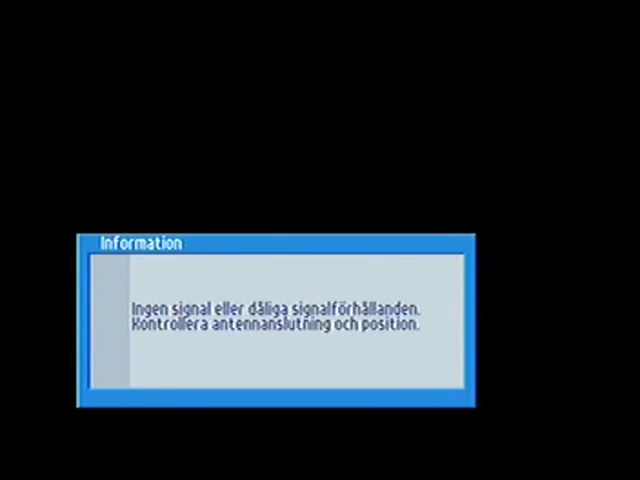 Information
Ingen signal eller dåliga signalförhållanden.
Kontrollera antennanslutning och position.